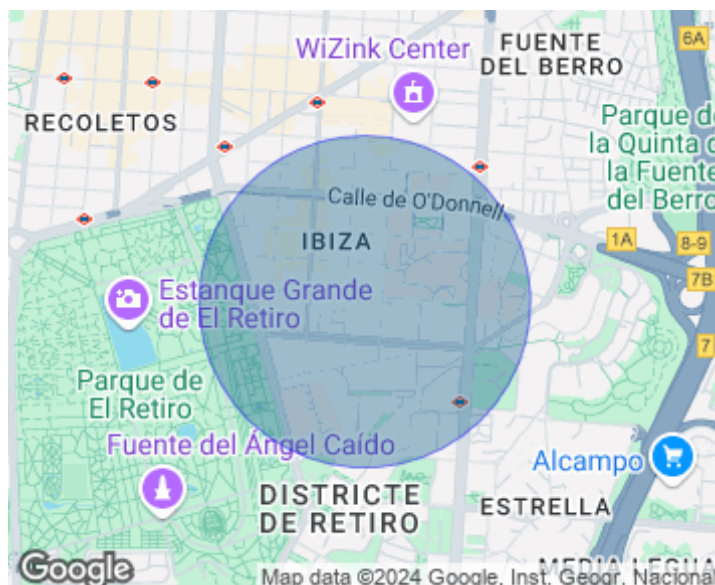 WiZink Center
FUENTE
DEL BERRO
6A
RECOLETOS
Parque de
la Quinta d
la Fuente
del Berro
Calle de O'Donnell
IBIZA
1A
8-9
7B
Estanque Grande
de El Retiro
7
Parque de
El Retiro
Fuente del Ángel Caído
Alcampo
DISTRICTE
DE RETIRO
ESTRELLA
MEDIA LEGUA
Google
Map data ©2024 Google, Inst. Geogr. Nacional